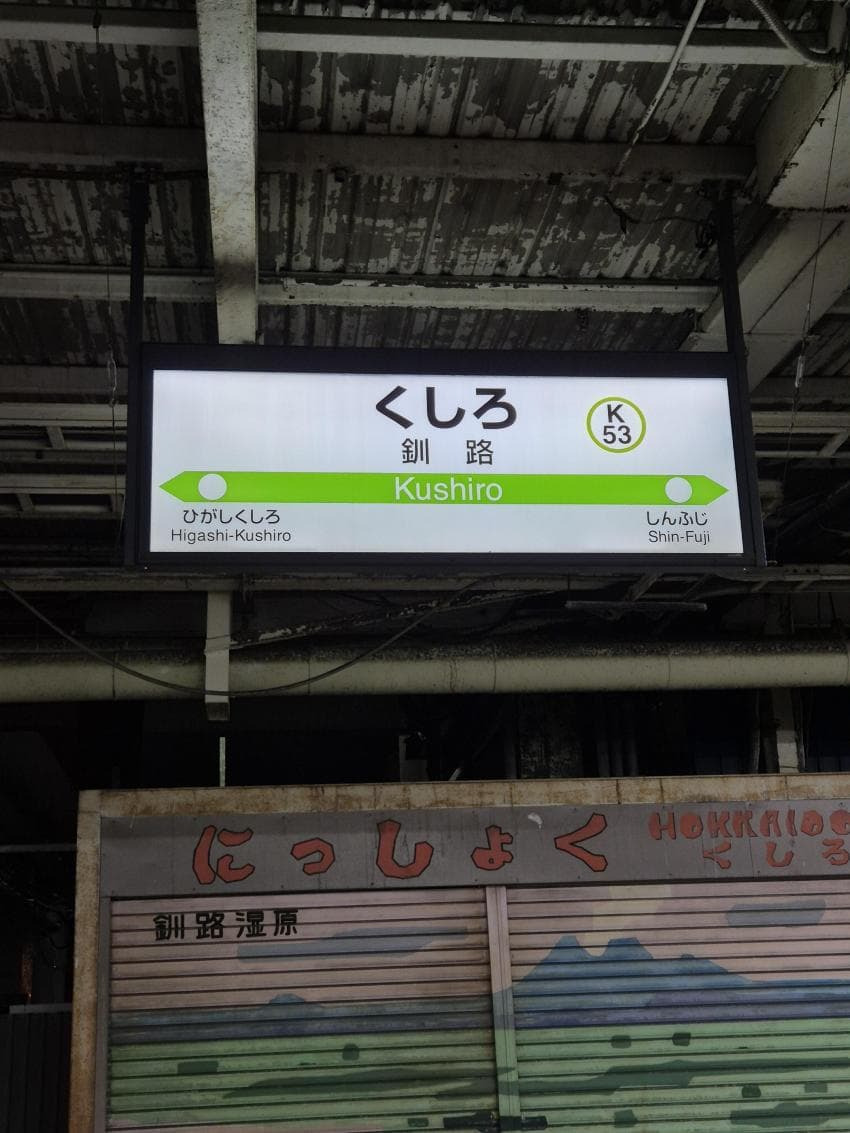 くしろ
釧路
K
53
Kushiro
ひがしくしろ
Higashi-Kushiro
しんふじ
Shin-Fuji
にっしょく
HOKKAIDO
くしろ
釧路湿原